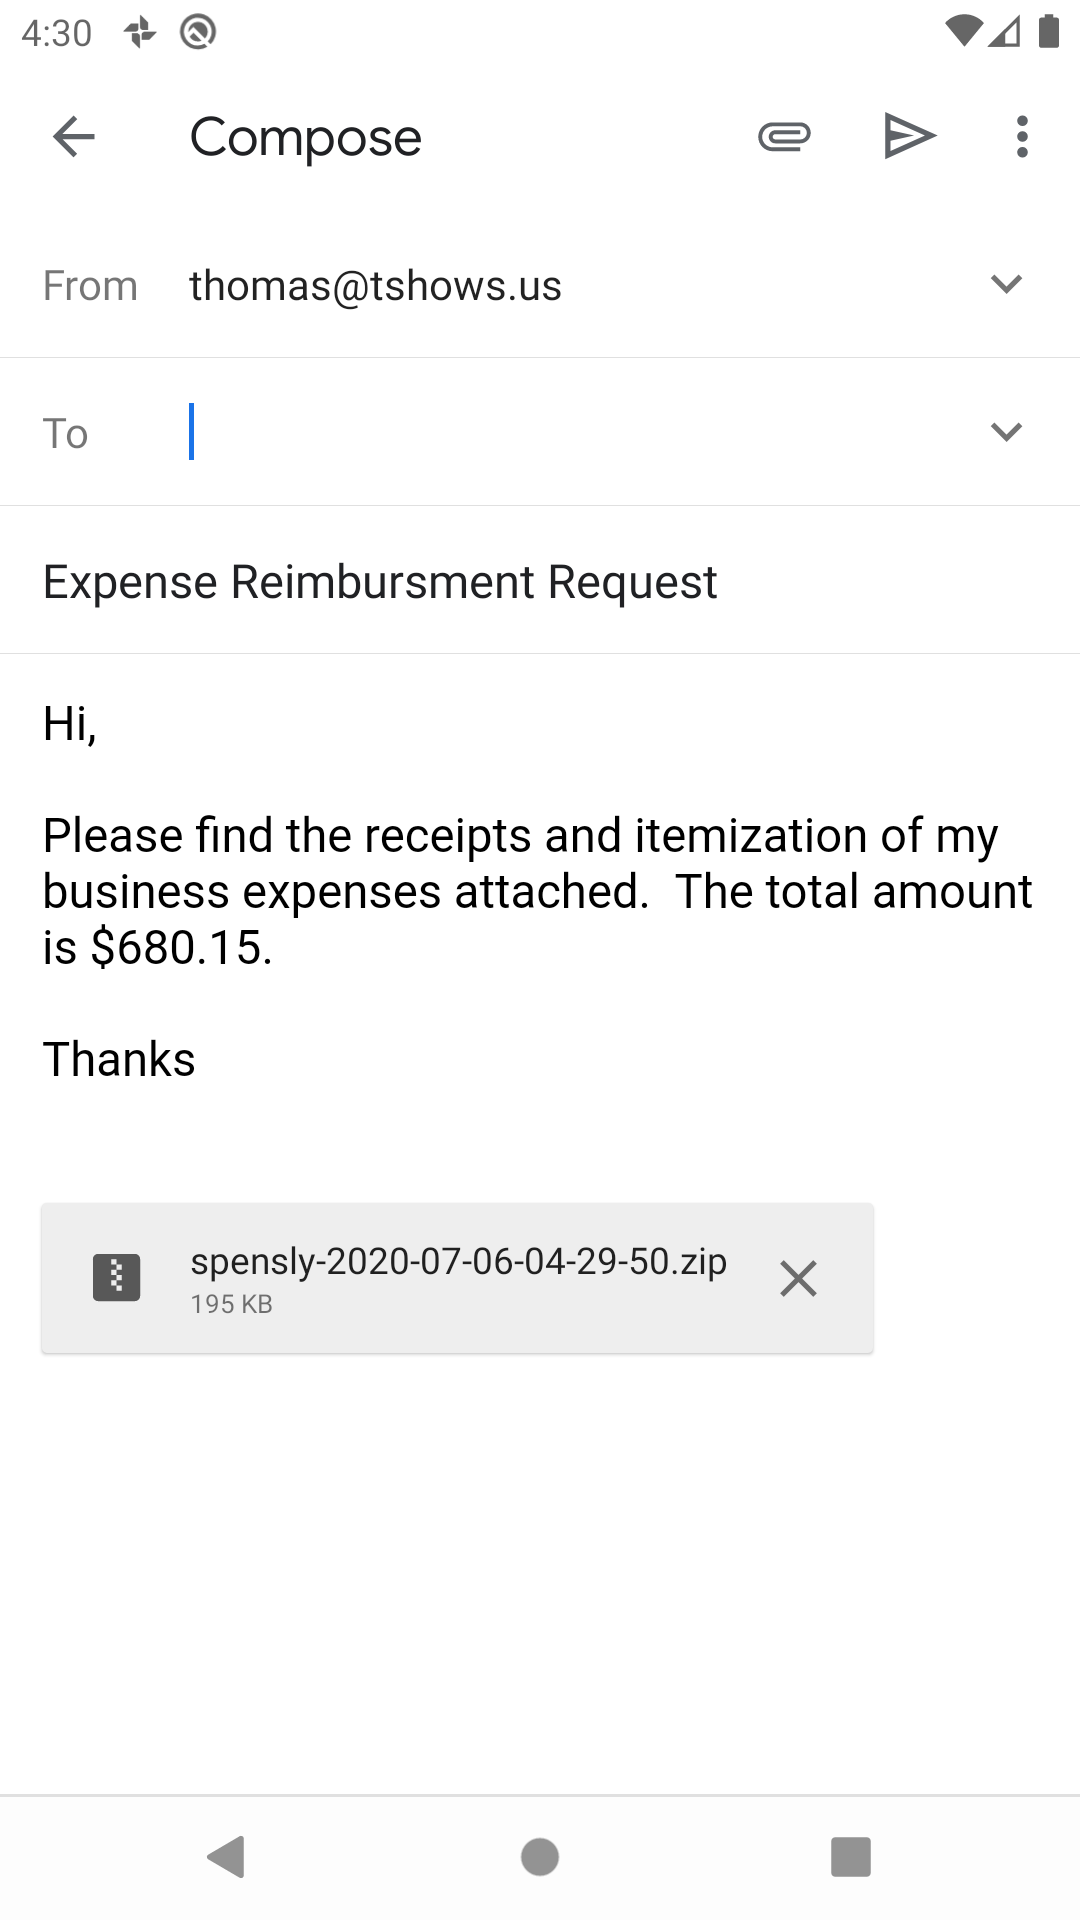 4:30
Compose
From thomas@tshows.us
To
Expense Reimbursment Request
Hi,
Please find the receipts and itemization of my
business expenses attached.  The total amount
is $680.15.
Thanks
spensly-2020-07-06-04-29-50.zip
195 KB